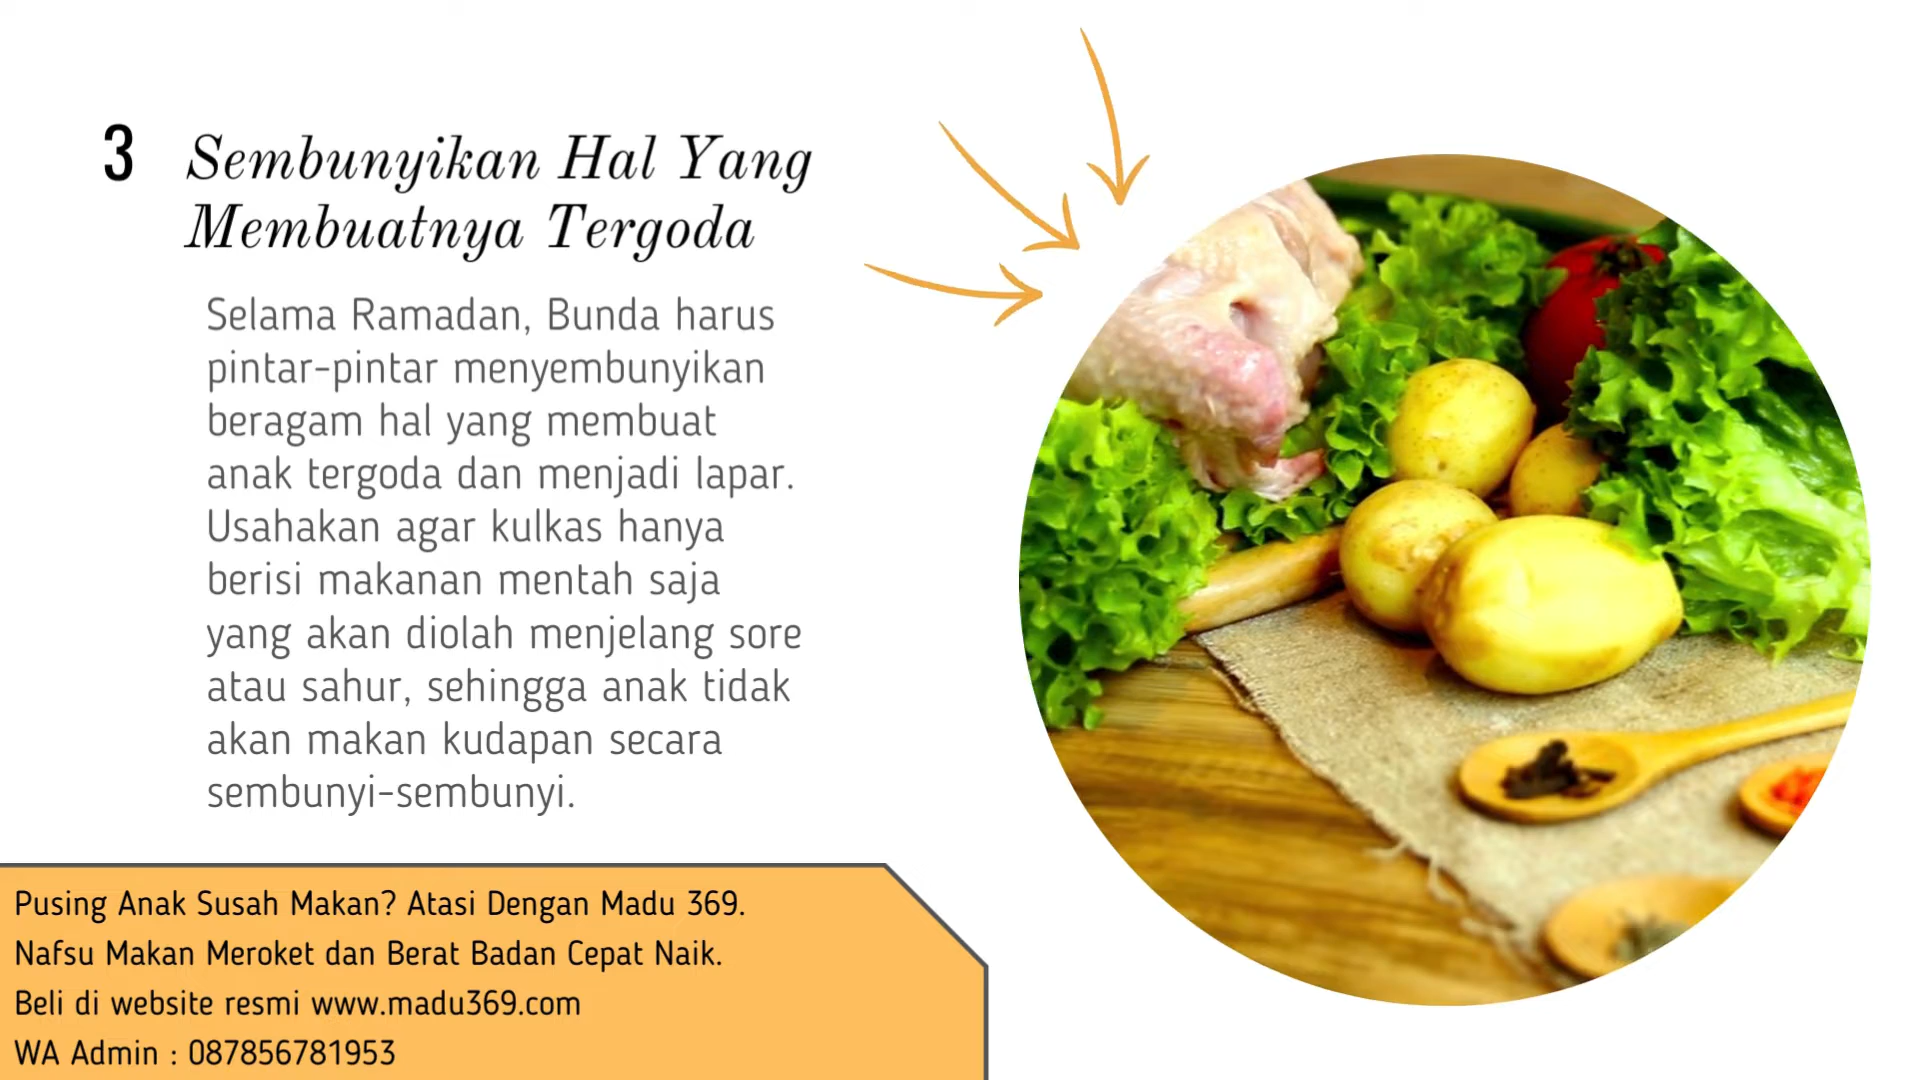 3 Sembunyikan Hal Yang
Membuatnya Tergoda
Selama Ramadan, Bunda harus
pintar-pintar menyembunyikan
beragam hal yang membuat
anak tergoda dan menjadi lapar.
Usahakan agar kulkas hanya
berisi makanan mentah saja
yang akan diolah menjelang sore
atau sahur, sehingga anak tidak
akan makan kudapan secara
sembunyi-sembunyi.
Pusing Anak Susah Makan? Atasi Dengan Madu 369.
Nafsu Makan Meroket dan Berat Badan Cepat Naik.
Beli di website resmi www.madu369.com
WA Admin : 087856781953